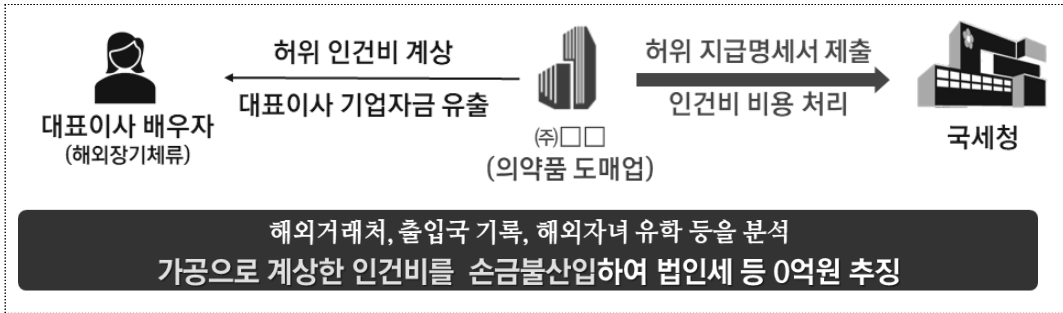 허위 인건비 계상
대표이사 기업자금 유출
대표이사 배우자
(해외장기체류)
㈜□□
(의약품 도매업)
허위 지급명세서 제출
인건비 비용 처리
국세청
해외거래처, 출입국 기록, 해외자녀 유학 등을 분석
가공으로 계상한 인건비를 손금불산입하여 법인세 등 0억원 추징